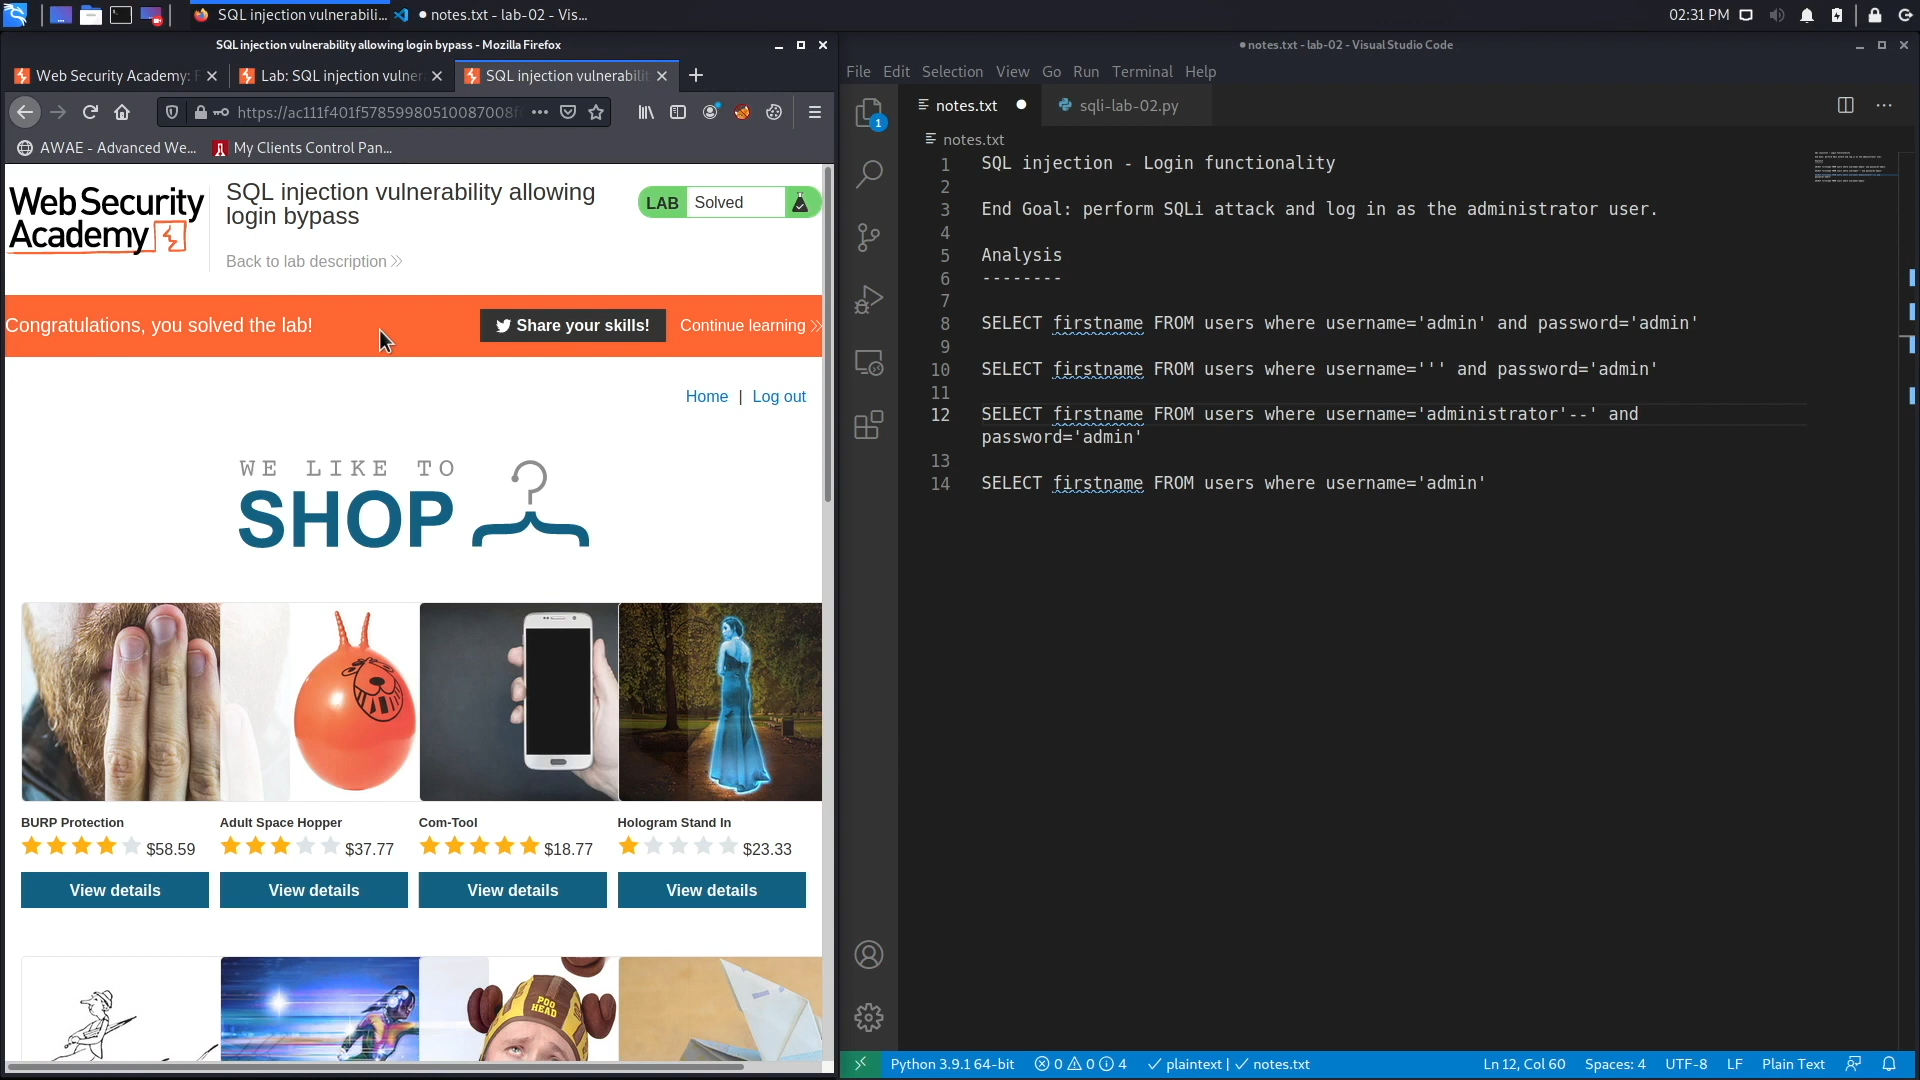 SQL injection vulnerabili...
notes.txt - lab-02 - Vis...
02:31 PM
SQL injection vulnerability allowing login bypass - Mozilla Firefox
Web Security Academy: F
Lab: SQL injection vulner
SQL injection vulnerabilit
https://ac111f401f57859980510087008f
AWAE - Advanced We...
My Clients Control Pan...
Web Security
Academy
SQL injection vulnerability allowing
login bypass
LAB Solved
Back to lab description
Congratulations, you solved the lab!
Share your skills!
Continue learning
Home | Log out
WE LIKE TO
SHOP
BURP Protection
$58.59
View details
Adult Space Hopper
$37.77
View details
Com-Tool
$18.77
View details
Hologram Stand In
$23.33
View details
POO
HEAD
notes.txt - lab-02 - Visual Studio Code
File Edit Selection View Go Run Terminal Help
1
notes.txt
sqli-lab-02.py
notes.txt
1 SQL injection - Login functionality
2
3 End Goal: perform SQLi attack and log in as the administrator user.
4
5 Analysis
6 --------
7
8 SELECT firstname FROM users where username='admin' and password='admin'
9
10 SELECT firstname FROM users where username=''' and password='admin'
11
12 SELECT firstname FROM users where username='administrator'--' and
password='admin'
13
14 SELECT firstname FROM users where username='admin'
Python 3.9.1 64-bit 0 0 4 plaintext | notes.txt Ln 12, Col 60 Spaces: 4 UTF-8 LF Plain Text